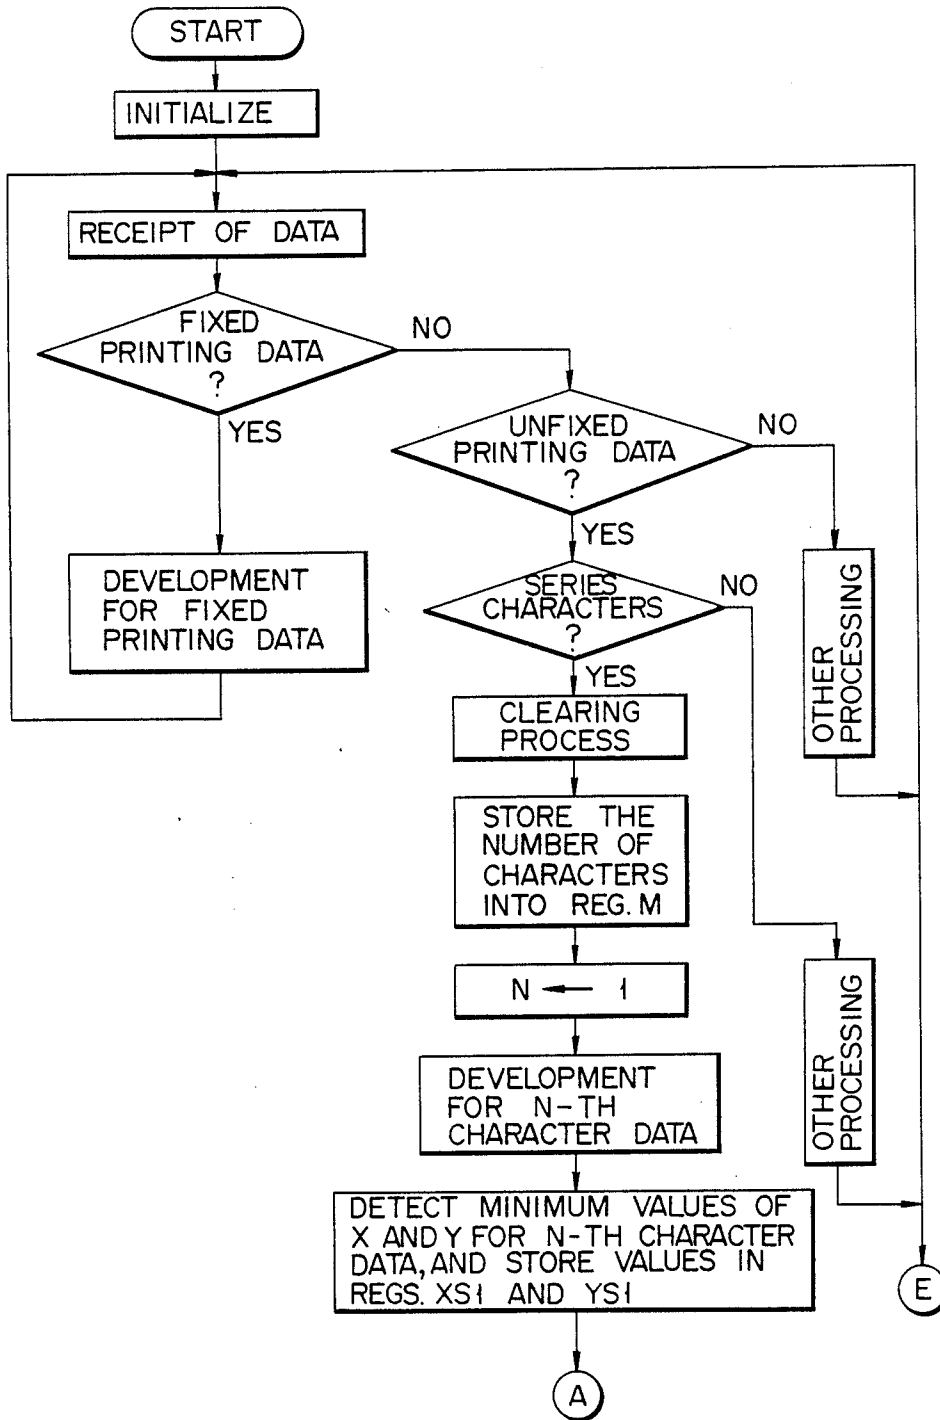 START
INITIALIZE
RECEIPT OF DATA
FIXED
PRINTING DATA
?
NO
YES
UNFIXED
PRINTING DATA
?
NO
YES
DEVELOPMENT
FOR FIXED
PRINTING DATA
SERIES
CHARACTERS
?
NO
YES
OTHER
PROCESSING
CLEARING
PROCESS
STORE THE
NUMBER OF
CHARACTERS
INTO REG. M
N ← 1
OTHER
PROCESSING
DEVELOPMENT
FOR N-TH
CHARACTER DATA
DETECT MINIMUM VALUES OF
X AND Y FOR N-TH CHARACTER
DATA, AND STORE VALUES IN
REGS. XS1 AND YS1
E
A